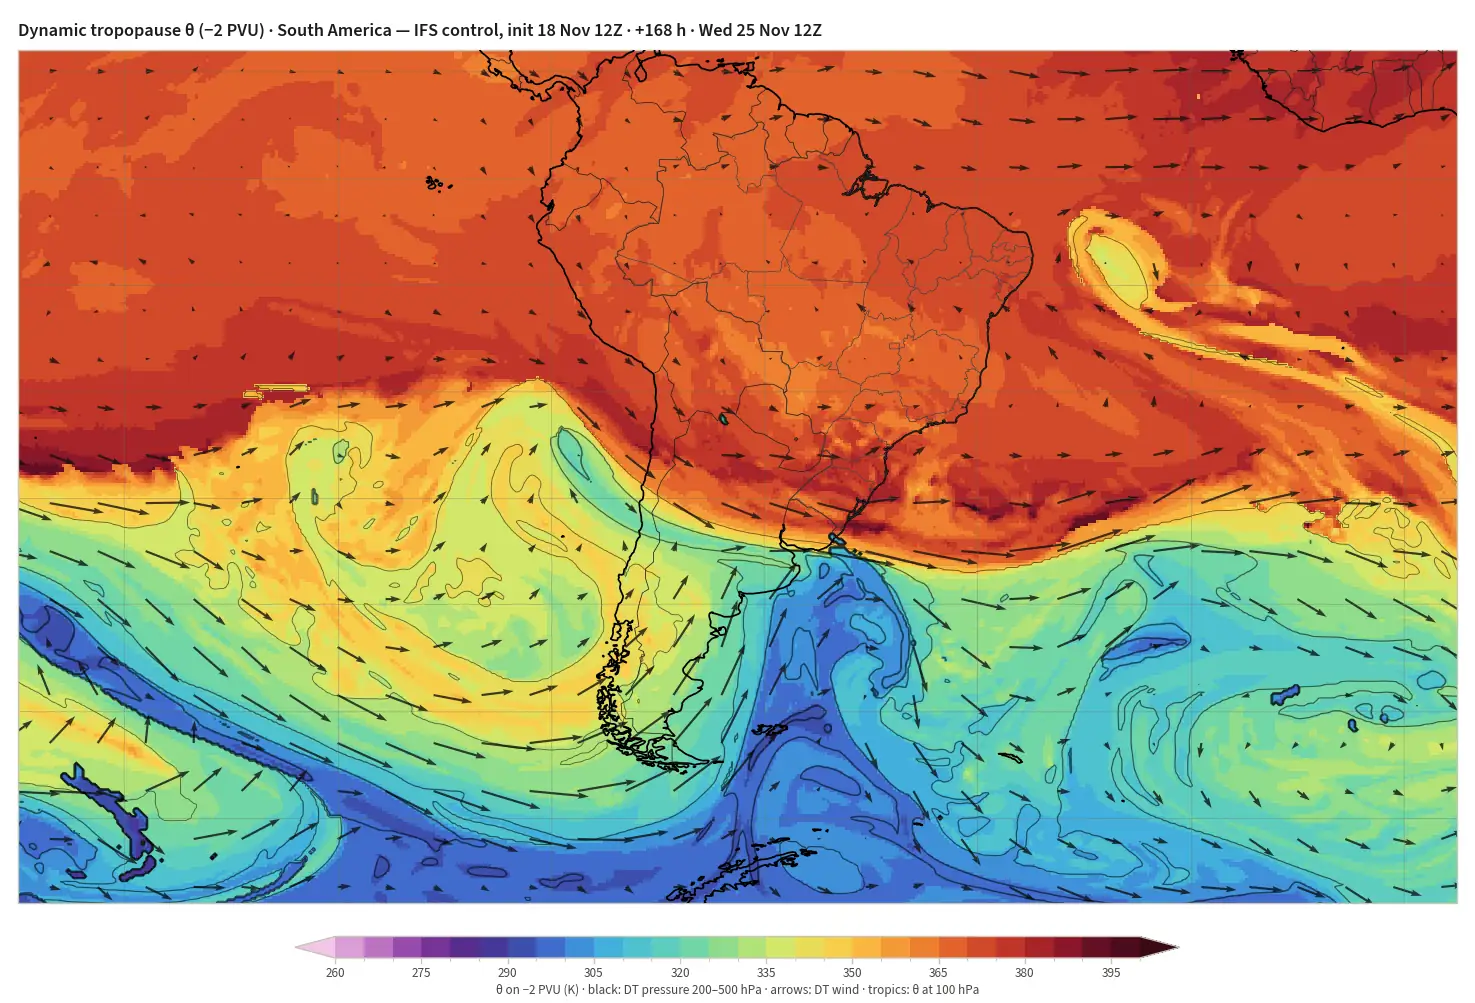 Dynamic tropopause θ (−2 PVU) · South America — IFS control, init 18 Nov 12Z · +168 h · Wed 25 Nov 12Z
260 275 290 305 320 335 350 365 380 395
θ on −2 PVU (K) · black: DT pressure 200–500 hPa · arrows: DT wind · tropics: θ at 100 hPa